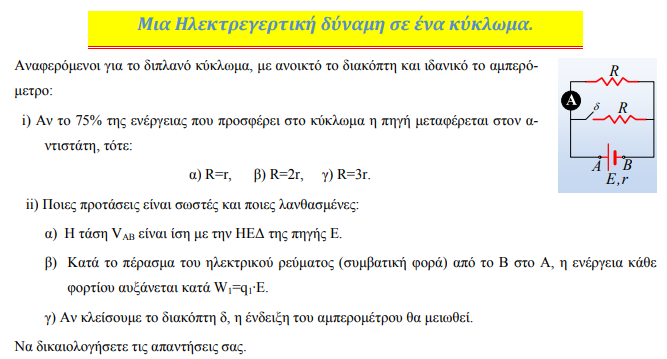 Μια Ηλεκτρεγερτική δύναμη σε ένα κύκλωμα.
Αναφερόμενοι για το διπλανό κύκλωμα, με ανοικτό το διακόπτη και ιδανικό το αμπερό-
μετρο:
i) Αν το 75% της ενέργειας που προσφέρει στο κύκλωμα η πηγή μεταφέρεται στον α-
ντιστάτη, τότε:
α) R=r, β) R=2r, γ) R=3r.
ii) Ποιες προτάσεις είναι σωστές και ποιες λανθασμένες:
α) Η τάση VΑΒ είναι ίση με την ΗΕΔ της πηγής Ε.
β) Κατά το πέρασμα του ηλεκτρικού ρεύματος (συμβατική φορά) από το Β στο Α, η ενέργεια κάθε
φορτίου αυξάνεται κατά W1=q1·E.
γ) Αν κλείσουμε το διακόπτη δ, η ένδειξη του αμπερομέτρου θα μειωθεί.
Να δικαιολογήσετε τις απαντήσεις σας.
R
A
δ R
A B
E,r